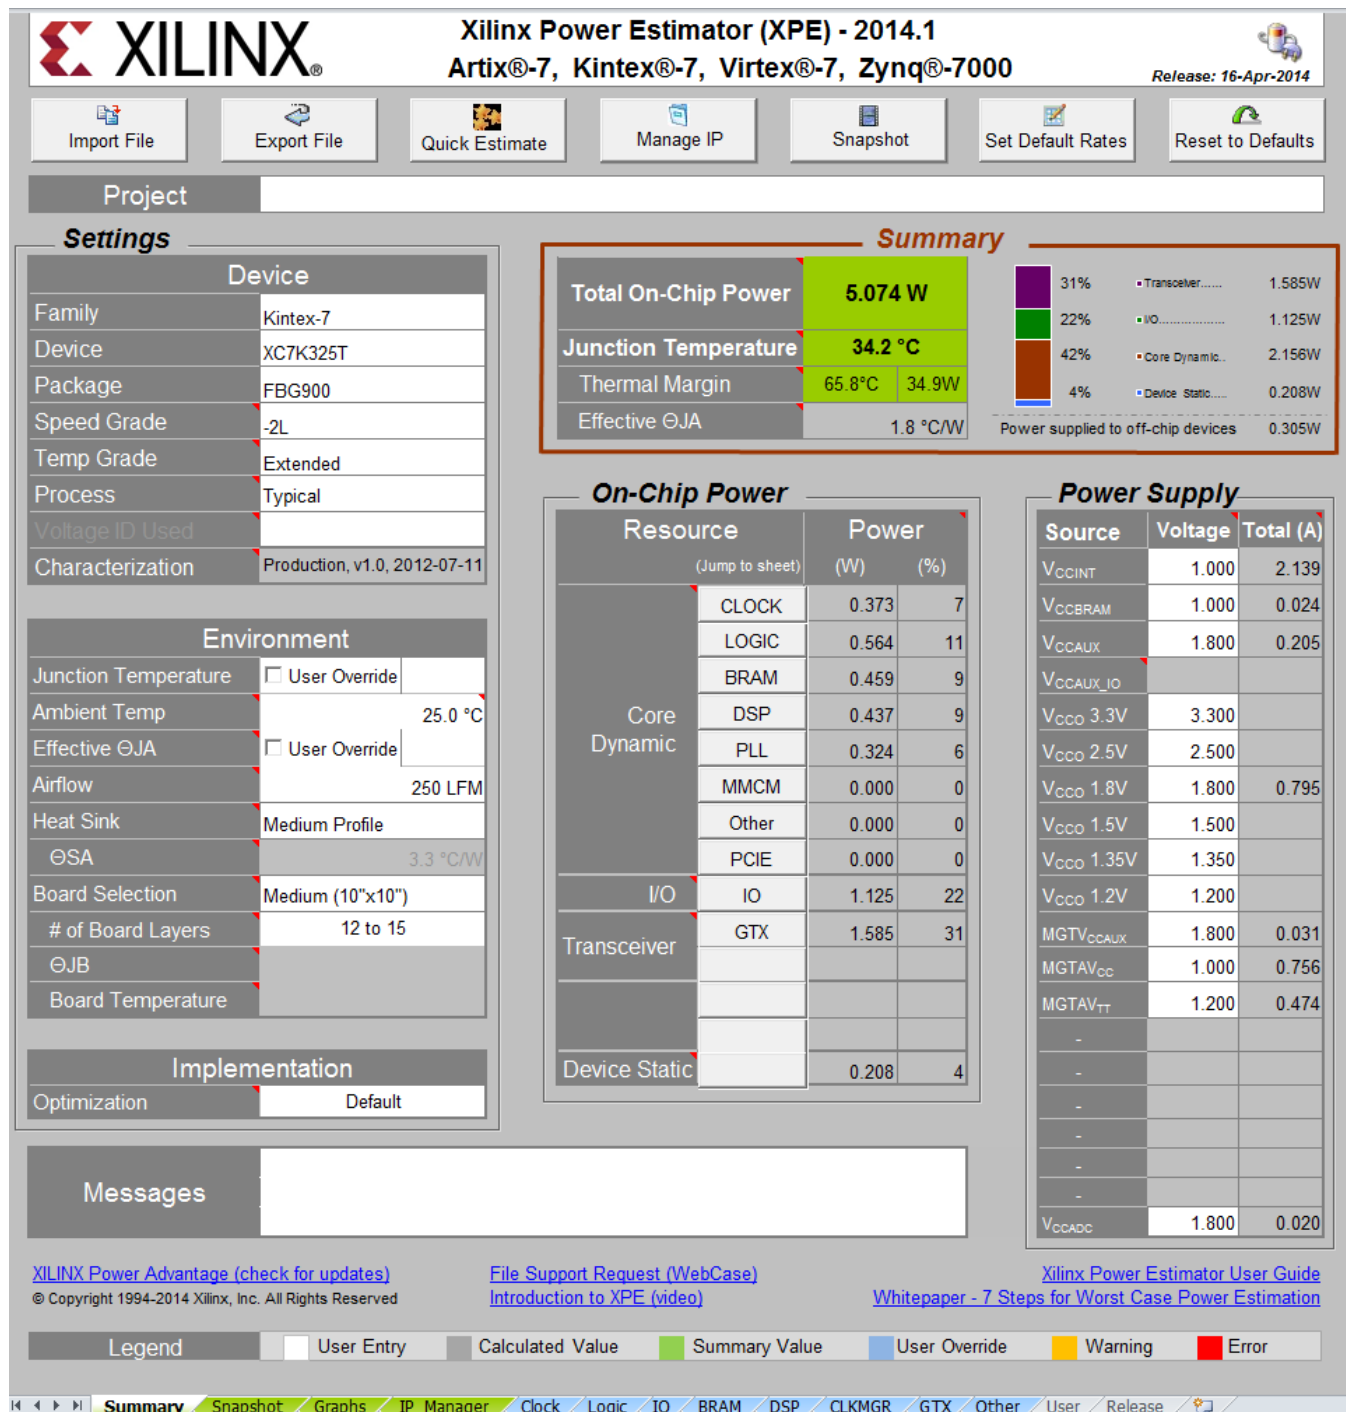 XILINX®
Xilinx Power Estimator (XPE) - 2014.1
Artix®-7, Kintex®-7, Virtex®-7, Zynq®-7000
Release: 16-Apr-2014
Import File
Export File
Quick Estimate
Manage IP
Snapshot
Set Default Rates
Reset to Defaults
Project
Settings
Device
Family Kintex-7
Device XC7K325T
Package FBG900
Speed Grade -2L
Temp Grade Extended
Process Typical
Voltage ID Used
Characterization Production, v1.0, 2012-07-11
Environment
Junction Temperature User Override
Ambient Temp 25.0 °C
Effective ΘJA User Override
Airflow 250 LFM
Heat Sink Medium Profile
ΘSA 3.3 °C/W
Board Selection Medium (10"x10")
# of Board Layers 12 to 15
ΘJB
Board Temperature
Implementation
Optimization Default
Summary
Total On-Chip Power 5.074 W
Junction Temperature 34.2 °C
Thermal Margin 65.8°C 34.9W
Effective ΘJA 1.8 °C/W
31% Transceiver...... 1.585W
22% I/O................. 1.125W
42% Core Dynamic.. 2.156W
4% Device Static..... 0.208W
Power supplied to off-chip devices 0.305W
On-Chip Power
Resource Power
(Jump to sheet) (W) (%)
Core Dynamic
CLOCK 0.373 7
LOGIC 0.564 11
BRAM 0.459 9
DSP 0.437 9
PLL 0.324 6
MMCM 0.000 0
Other 0.000 0
PCIE 0.000 0
I/O IO 1.125 22
Transceiver GTX 1.585 31
Device Static 0.208 4
Power Supply
Source Voltage Total (A)
VCCINT 1.000 2.139
VCCBRAM 1.000 0.024
VCCAUX 1.800 0.205
VCCAUX_IO
VCCO 3.3V 3.300
VCCO 2.5V 2.500
VCCO 1.8V 1.800 0.795
VCCO 1.5V 1.500
VCCO 1.35V 1.350
VCCO 1.2V 1.200
MGTVCCAUX 1.800 0.031
MGTAVCC 1.000 0.756
MGTAVTT 1.200 0.474
-
-
-
-
-
-
VCCADC 1.800 0.020
Messages
XILINX Power Advantage (check for updates)
File Support Request (WebCase)
Xilinx Power Estimator User Guide
© Copyright 1994-2014 Xilinx, Inc. All Rights Reserved
Introduction to XPE (video)
Whitepaper - 7 Steps for Worst Case Power Estimation
Legend User Entry Calculated Value Summary Value User Override Warning Error
Summary Snapshot Graphs IP_Manager Clock Logic IO BRAM DSP CLKMGR GTX Other User Release